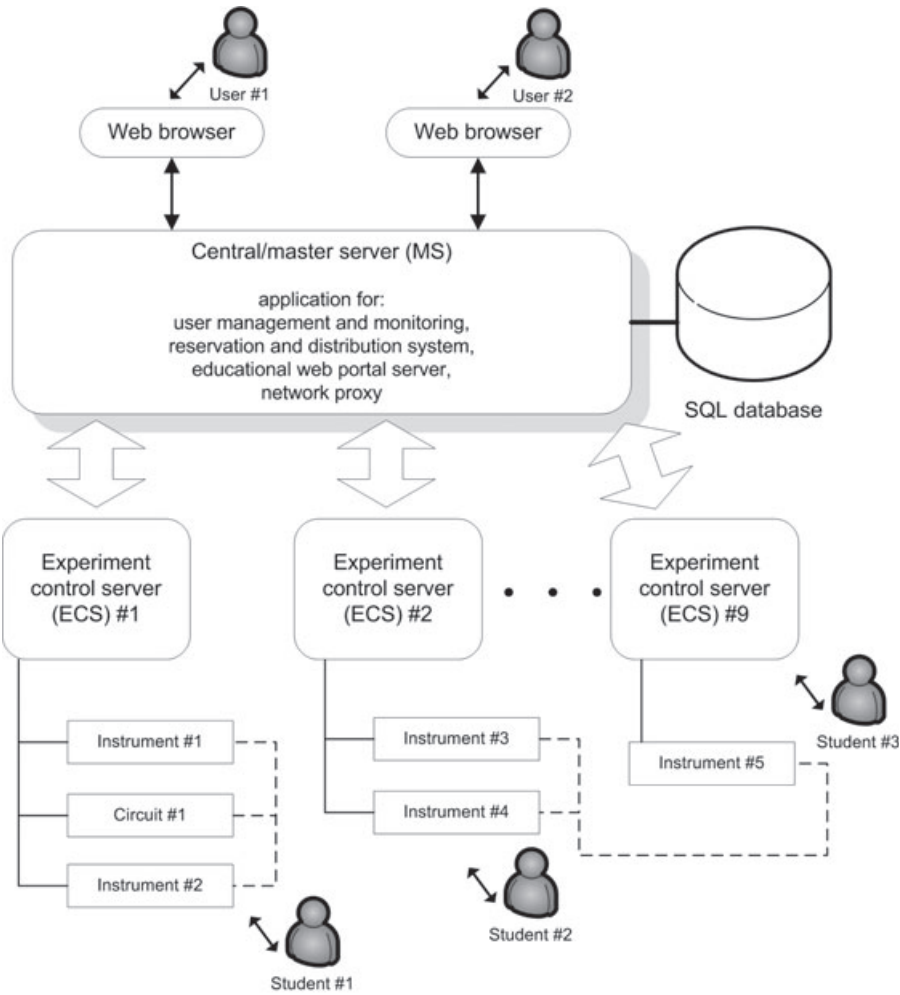 User #1
User #2
Web browser
Web browser
Central/master server (MS)
application for:
user management and monitoring,
reservation and distribution system,
educational web portal server,
network proxy
SQL database
Experiment
control server
(ECS) #1
Experiment
control server
(ECS) #2
Experiment
control server
(ECS) #9
Instrument #1
Circuit #1
Instrument #2
Student #1
Instrument #3
Instrument #4
Student #2
Instrument #5
Student #3